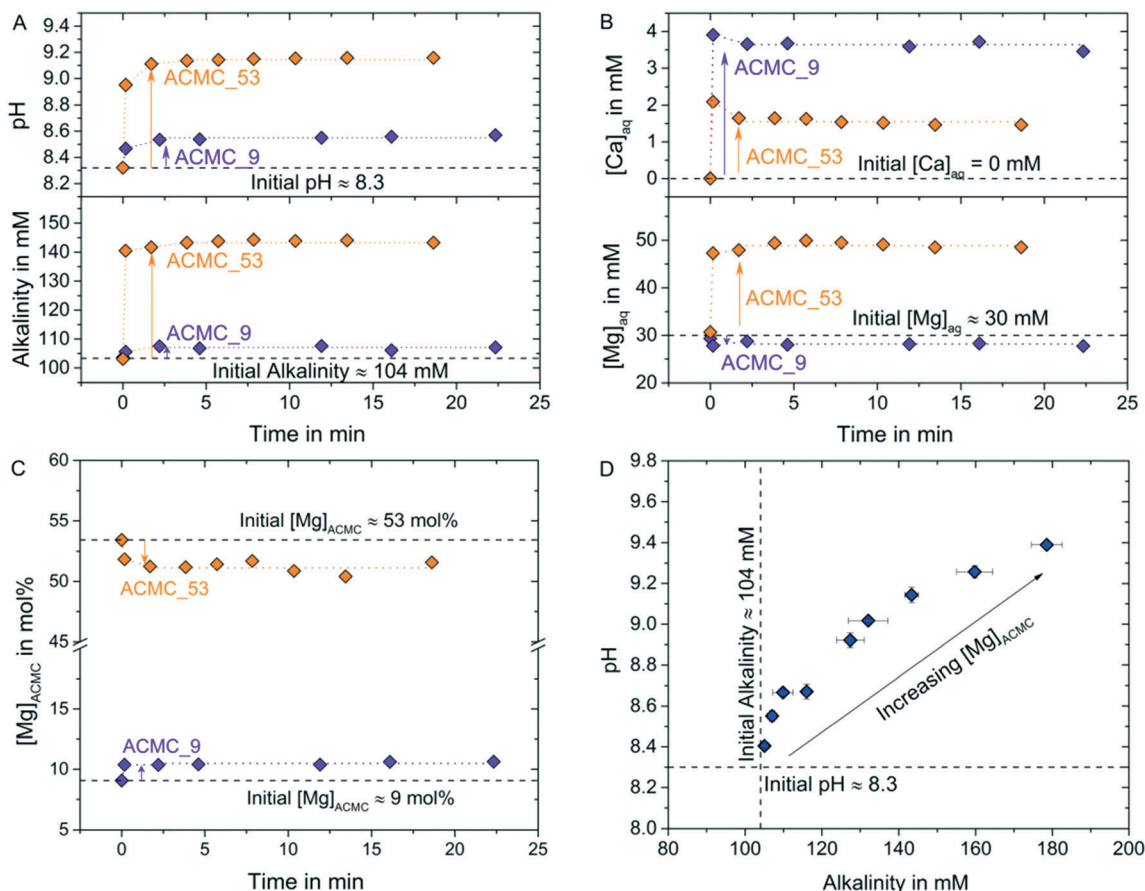 A
9.4
9.2
9.0
8.8
8.6
8.4
8.2
pH
ACMC_53
ACMC_9
Initial pH ≈ 8.3
150
140
130
120
110
100
Alkalinity in mM
ACMC_53
ACMC_9
Initial Alkalinity ≈ 104 mM
0 5 10 15 20 25
Time in min
B
4
3
2
1
0
[Ca]aq in mM
ACMC_9
ACMC_53
Initial [Ca]aq = 0 mM
50
40
30
20
[Mg]aq in mM
ACMC_53
Initial [Mg]aq ≈ 30 mM
ACMC_9
0 5 10 15 20 25
Time in min
C
60
55
50
45
15
10
5
[Mg]ACMC in mol%
Initial [Mg]ACMC ≈ 53 mol%
ACMC_53
ACMC_9
Initial [Mg]ACMC ≈ 9 mol%
0 5 10 15 20 25
Time in min
D
9.8
9.6
9.4
9.2
9.0
8.8
8.6
8.4
8.2
8.0
pH
Initial Alkalinity ≈ 104 mM
Increasing [Mg]ACMC
Initial pH ≈ 8.3
80 100 120 140 160 180 200
Alkalinity in mM